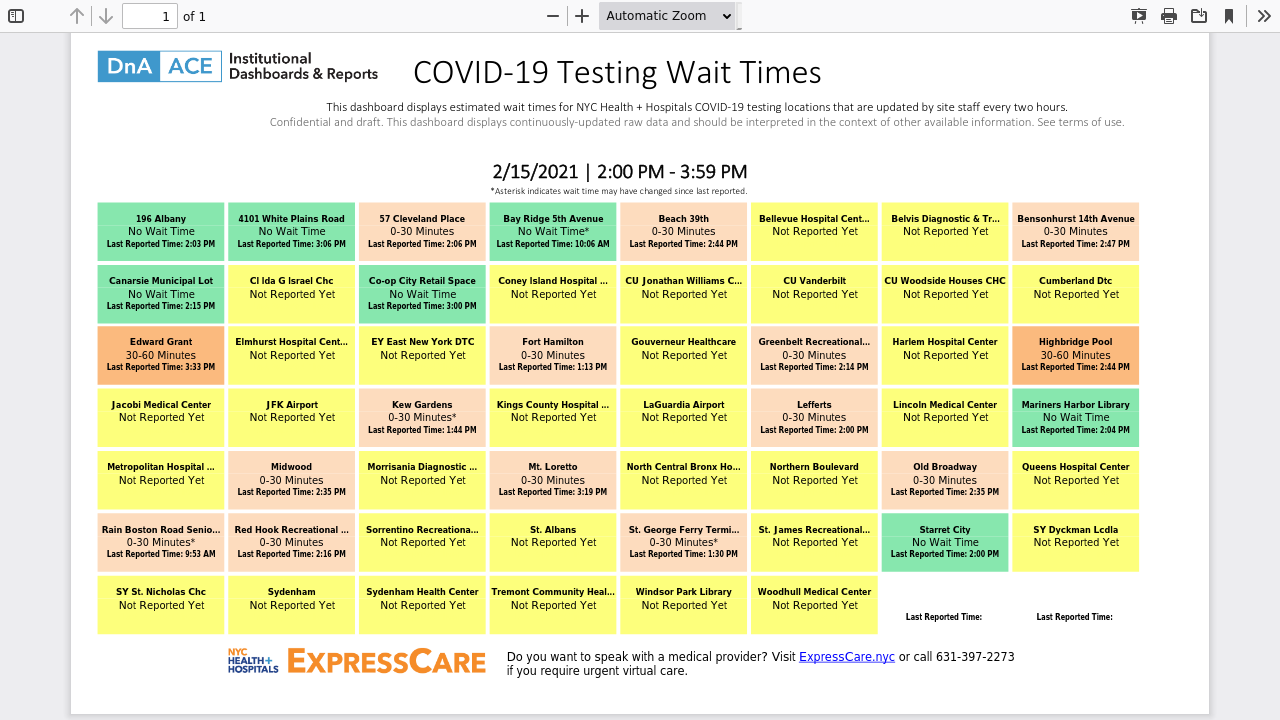 1 of 1 Automatic Zoom
DnA ACE Institutional Dashboards & Reports
COVID-19 Testing Wait Times
This dashboard displays estimated wait times for NYC Health + Hospitals COVID-19 testing locations that are updated by site staff every two hours.
Confidential and draft. This dashboard displays continuously-updated raw data and should be interpreted in the context of other available information. See terms of use.
2/15/2021 | 2:00 PM - 3:59 PM
*Asterisk indicates wait time may have changed since last reported.
196 Albany
No Wait Time
Last Reported Time: 2:03 PM
4101 White Plains Road
No Wait Time
Last Reported Time: 3:06 PM
57 Cleveland Place
0-30 Minutes
Last Reported Time: 2:06 PM
Bay Ridge 5th Avenue
No Wait Time*
Last Reported Time: 10:06 AM
Beach 39th
0-30 Minutes
Last Reported Time: 2:44 PM
Bellevue Hospital Cent...
Not Reported Yet
Belvis Diagnostic & Tr...
Not Reported Yet
Bensonhurst 14th Avenue
0-30 Minutes
Last Reported Time: 2:47 PM
Canarsie Municipal Lot
No Wait Time
Last Reported Time: 2:15 PM
CI Ida G Israel Chc
Not Reported Yet
Co-op City Retail Space
No Wait Time
Last Reported Time: 3:00 PM
Coney Island Hospital ...
Not Reported Yet
CU Jonathan Williams C...
Not Reported Yet
CU Vanderbilt
Not Reported Yet
CU Woodside Houses CHC
Not Reported Yet
Cumberland Dtc
Not Reported Yet
Edward Grant
30-60 Minutes
Last Reported Time: 3:33 PM
Elmhurst Hospital Cent...
Not Reported Yet
EY East New York DTC
Not Reported Yet
Fort Hamilton
0-30 Minutes
Last Reported Time: 1:13 PM
Gouverneur Healthcare
Not Reported Yet
Greenbelt Recreational...
0-30 Minutes
Last Reported Time: 2:14 PM
Harlem Hospital Center
Not Reported Yet
Highbridge Pool
30-60 Minutes
Last Reported Time: 2:44 PM
Jacobi Medical Center
Not Reported Yet
JFK Airport
Not Reported Yet
Kew Gardens
0-30 Minutes*
Last Reported Time: 1:44 PM
Kings County Hospital ...
Not Reported Yet
LaGuardia Airport
Not Reported Yet
Lefferts
0-30 Minutes
Last Reported Time: 2:00 PM
Lincoln Medical Center
Not Reported Yet
Mariners Harbor Library
No Wait Time
Last Reported Time: 2:04 PM
Metropolitan Hospital ...
Not Reported Yet
Midwood
0-30 Minutes
Last Reported Time: 2:35 PM
Morrisania Diagnostic ...
Not Reported Yet
Mt. Loretto
0-30 Minutes
Last Reported Time: 3:19 PM
North Central Bronx Ho...
Not Reported Yet
Northern Boulevard
Not Reported Yet
Old Broadway
0-30 Minutes
Last Reported Time: 2:35 PM
Queens Hospital Center
Not Reported Yet
Rain Boston Road Senio...
0-30 Minutes*
Last Reported Time: 9:53 AM
Red Hook Recreational ...
0-30 Minutes
Last Reported Time: 2:16 PM
Sorrentino Recreationa...
Not Reported Yet
St. Albans
Not Reported Yet
St. George Ferry Termi...
0-30 Minutes*
Last Reported Time: 1:30 PM
St. James Recreational...
Not Reported Yet
Starret City
No Wait Time
Last Reported Time: 2:00 PM
SY Dyckman Lcdla
Not Reported Yet
SY St. Nicholas Chc
Not Reported Yet
Sydenham
Not Reported Yet
Sydenham Health Center
Not Reported Yet
Tremont Community Heal...
Not Reported Yet
Windsor Park Library
Not Reported Yet
Woodhull Medical Center
Not Reported Yet
Last Reported Time:
Last Reported Time:
NYC
HEALTH+
HOSPITALS
EXPRESSCARE
Do you want to speak with a medical provider? Visit ExpressCare.nyc or call 631-397-2273
if you require urgent virtual care.